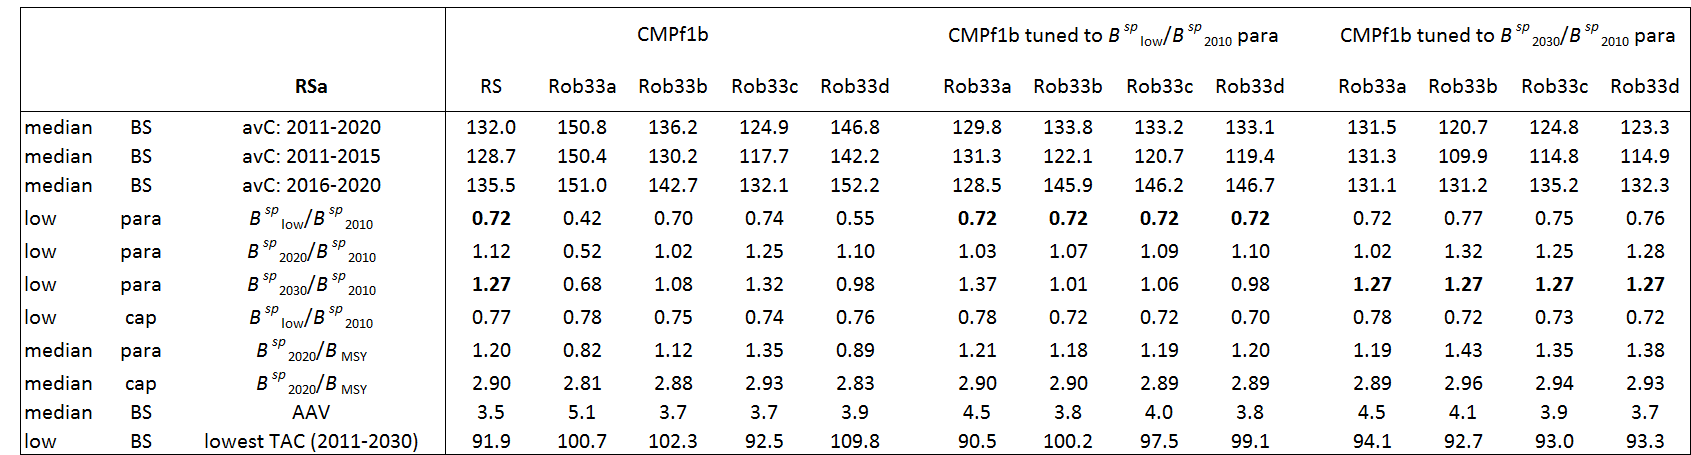 CMPf1b CMPf1b tuned to B sp low/B sp 2010 para CMPf1b tuned to B sp 2030/B sp 2010 para
RSa RS Rob33a Rob33b Rob33c Rob33d Rob33a Rob33b Rob33c Rob33d Rob33a Rob33b Rob33c Rob33d
median BS avC: 2011-2020 132.0 150.8 136.2 124.9 146.8 129.8 133.8 133.2 133.1 131.5 120.7 124.8 123.3
median BS avC: 2011-2015 128.7 150.4 130.2 117.7 142.2 131.3 122.1 120.7 119.4 131.3 109.9 114.8 114.9
median BS avC: 2016-2020 135.5 151.0 142.7 132.1 152.2 128.5 145.9 146.2 146.7 131.1 131.2 135.2 132.3
low para B sp low/B sp 2010 0.72 0.42 0.70 0.74 0.55 0.72 0.72 0.72 0.72 0.72 0.77 0.75 0.76
low para B sp 2020/B sp 2010 1.12 0.52 1.02 1.25 1.10 1.03 1.07 1.09 1.10 1.02 1.32 1.25 1.28
low para B sp 2030/B sp 2010 1.27 0.68 1.08 1.32 0.98 1.37 1.01 1.06 0.98 1.27 1.27 1.27 1.27
low cap B sp low/B sp 2010 0.77 0.78 0.75 0.74 0.76 0.78 0.72 0.72 0.70 0.78 0.72 0.73 0.72
median para B sp 2020/B MSY 1.20 0.82 1.12 1.35 0.89 1.21 1.18 1.19 1.20 1.19 1.43 1.35 1.38
median cap B sp 2020/B MSY 2.90 2.81 2.88 2.93 2.83 2.90 2.90 2.89 2.89 2.89 2.96 2.94 2.93
median BS AAV 3.5 5.1 3.7 3.7 3.9 4.5 3.8 4.0 3.8 4.5 4.1 3.9 3.7
low BS lowest TAC (2011-2030) 91.9 100.7 102.3 92.5 109.8 90.5 100.2 97.5 99.1 94.1 92.7 93.0 93.3